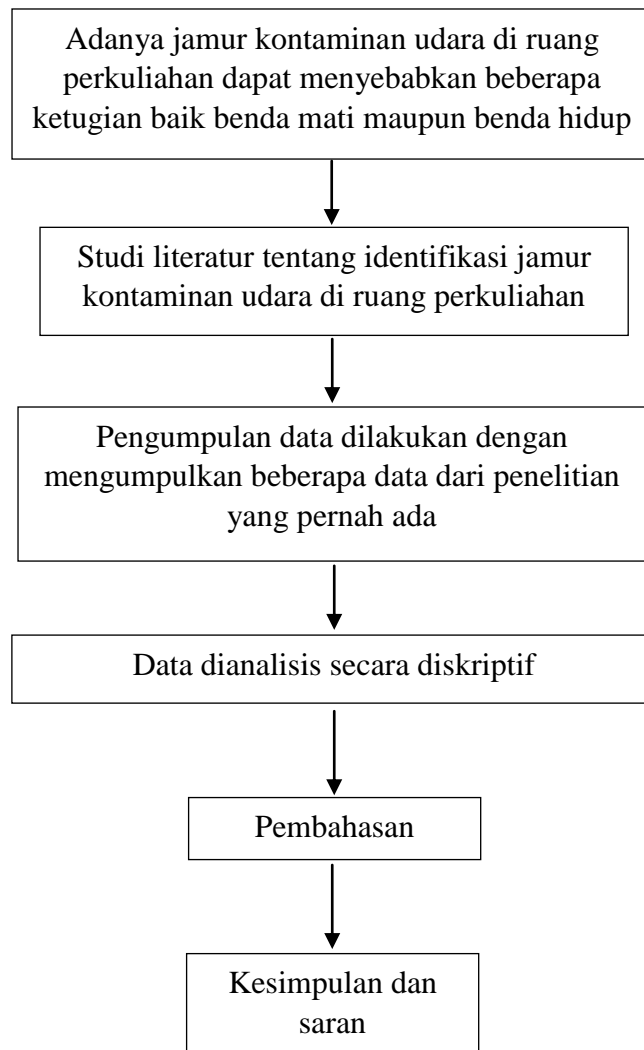 Adanya jamur kontaminan udara di ruang
perkuliahan dapat menyebabkan beberapa
ketugian baik benda mati maupun benda hidup
Studi literatur tentang identifikasi jamur
kontaminan udara di ruang perkuliahan
Pengumpulan data dilakukan dengan
mengumpulkan beberapa data dari penelitian
yang pernah ada
Data dianalisis secara diskriptif
Pembahasan
Kesimpulan dan
saran